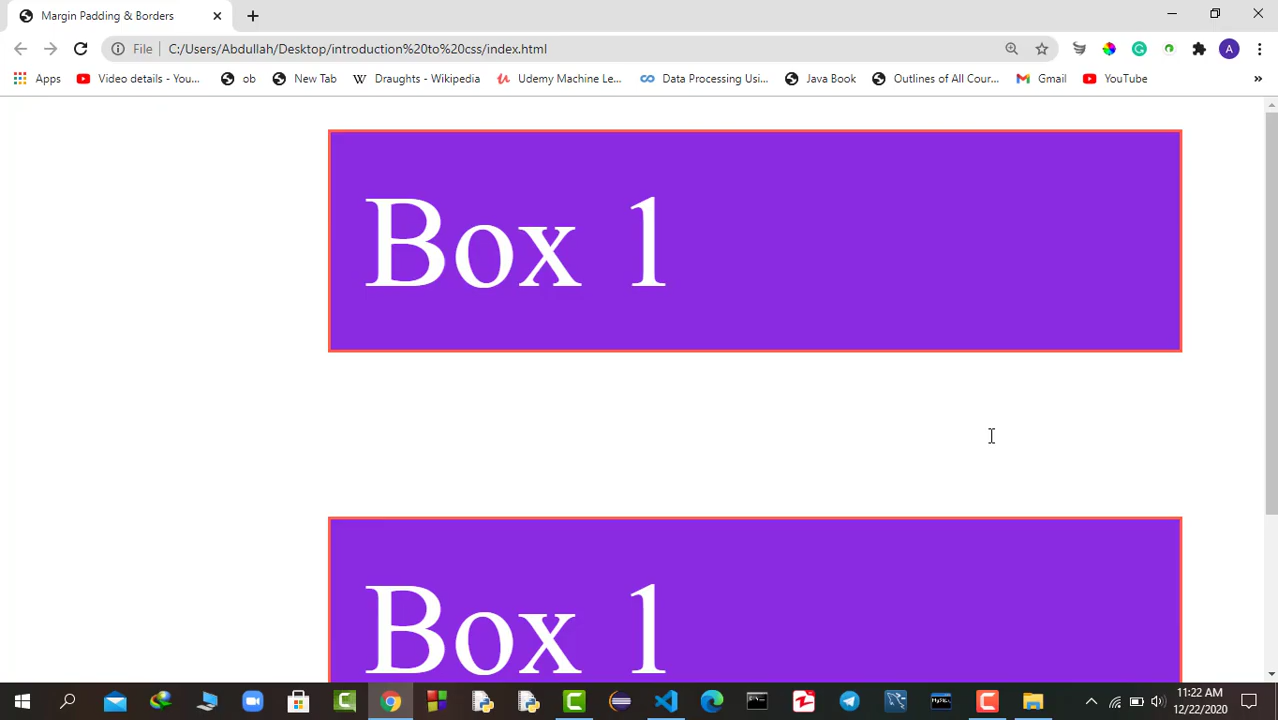 Margin Padding & Borders
File
C:/Users/Abdullah/Desktop/introduction%20to%20css/index.html
A
Apps
Video details - You...
ob
New Tab
Draughts - Wikipedia
Udemy Machine Le...
Data Processing Usi...
Java Book
Outlines of All Cour...
Gmail
YouTube
»
Box 1
Box 1
11:22 AM
12/22/2020